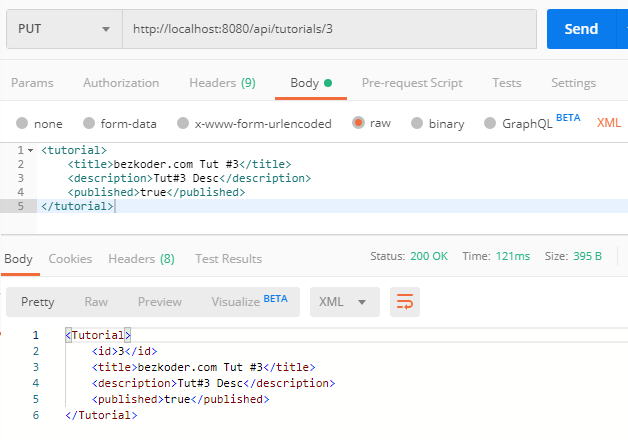 PUT http://localhost:8080/api/tutorials/3 Send
Params Authorization Headers (9) Body Pre-request Script Tests Settings
none form-data x-www-form-urlencoded raw binary GraphQL BETA XML
1 <tutorial>
2 <title>bezkoder.com Tut #3</title>
3 <description>Tut#3 Desc</description>
4 <published>true</published>
5 </tutorial>
Body Cookies Headers (8) Test Results Status: 200 OK Time: 121ms Size: 395 B
Pretty Raw Preview Visualize BETA XML
1 <Tutorial>
2 <id>3</id>
3 <title>bezkoder.com Tut #3</title>
4 <description>Tut#3 Desc</description>
5 <published>true</published>
6 </Tutorial>